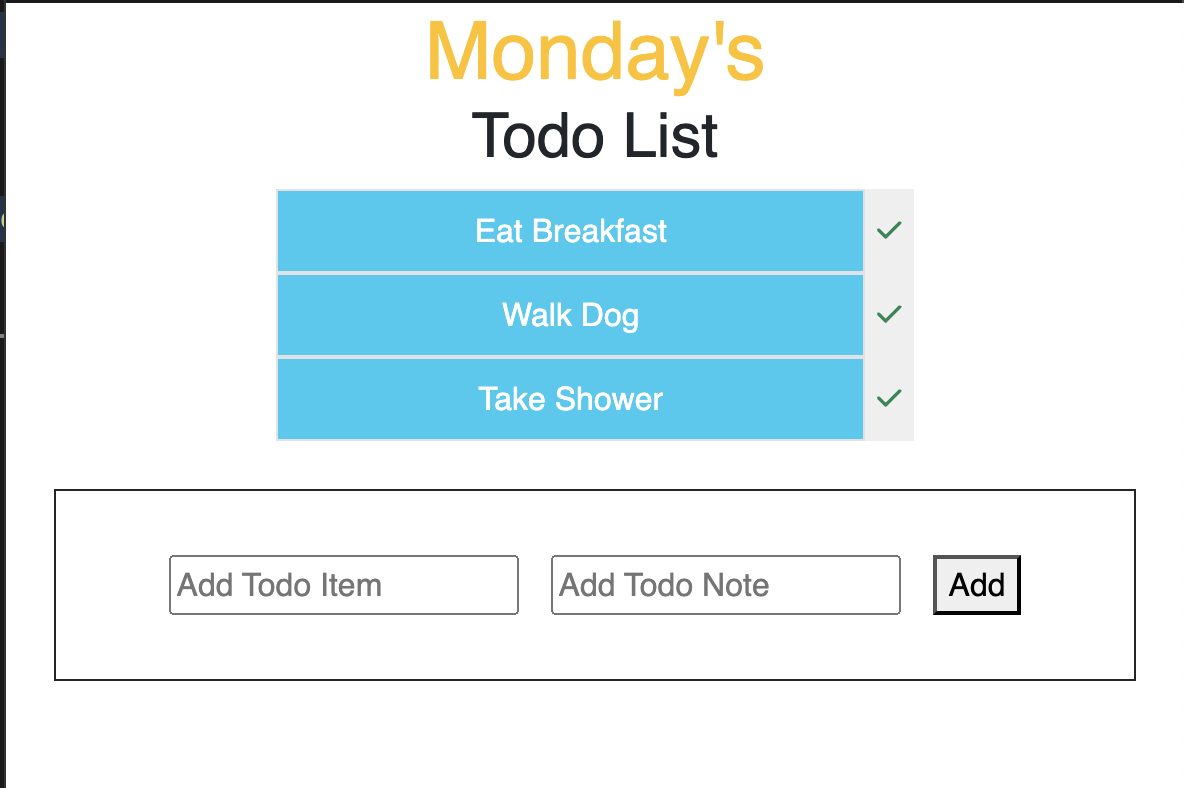 Monday's
Todo List
Eat Breakfast
Walk Dog
Take Shower
Add Todo Item Add Todo Note Add